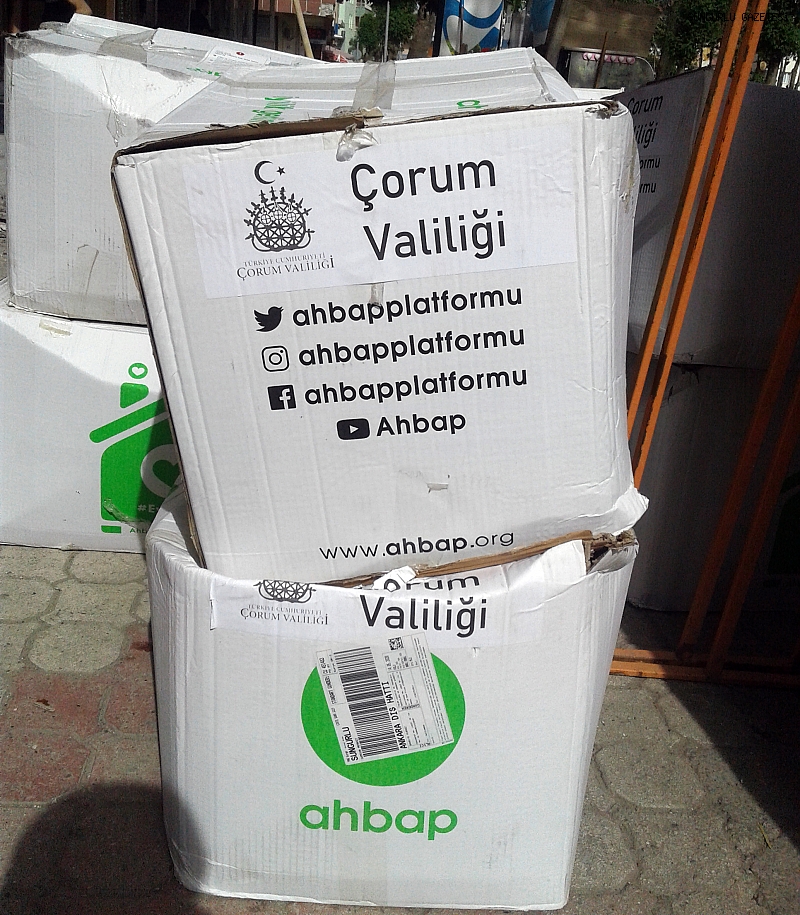 Çorum
Valiliği
TÜRKİYE CUMHURİYETİ
ÇORUM VALİLİĞİ
ahbapplatformu
ahbapplatformu
ahbapplatformu
Ahbap
www.ahbap.org
Çorum
Valiliği
TÜRKİYE CUMHURİYETİ
ÇORUM VALİLİĞİ
SUNGURLU
ANKARA DIŞ HATTI
ahbap
Çorum